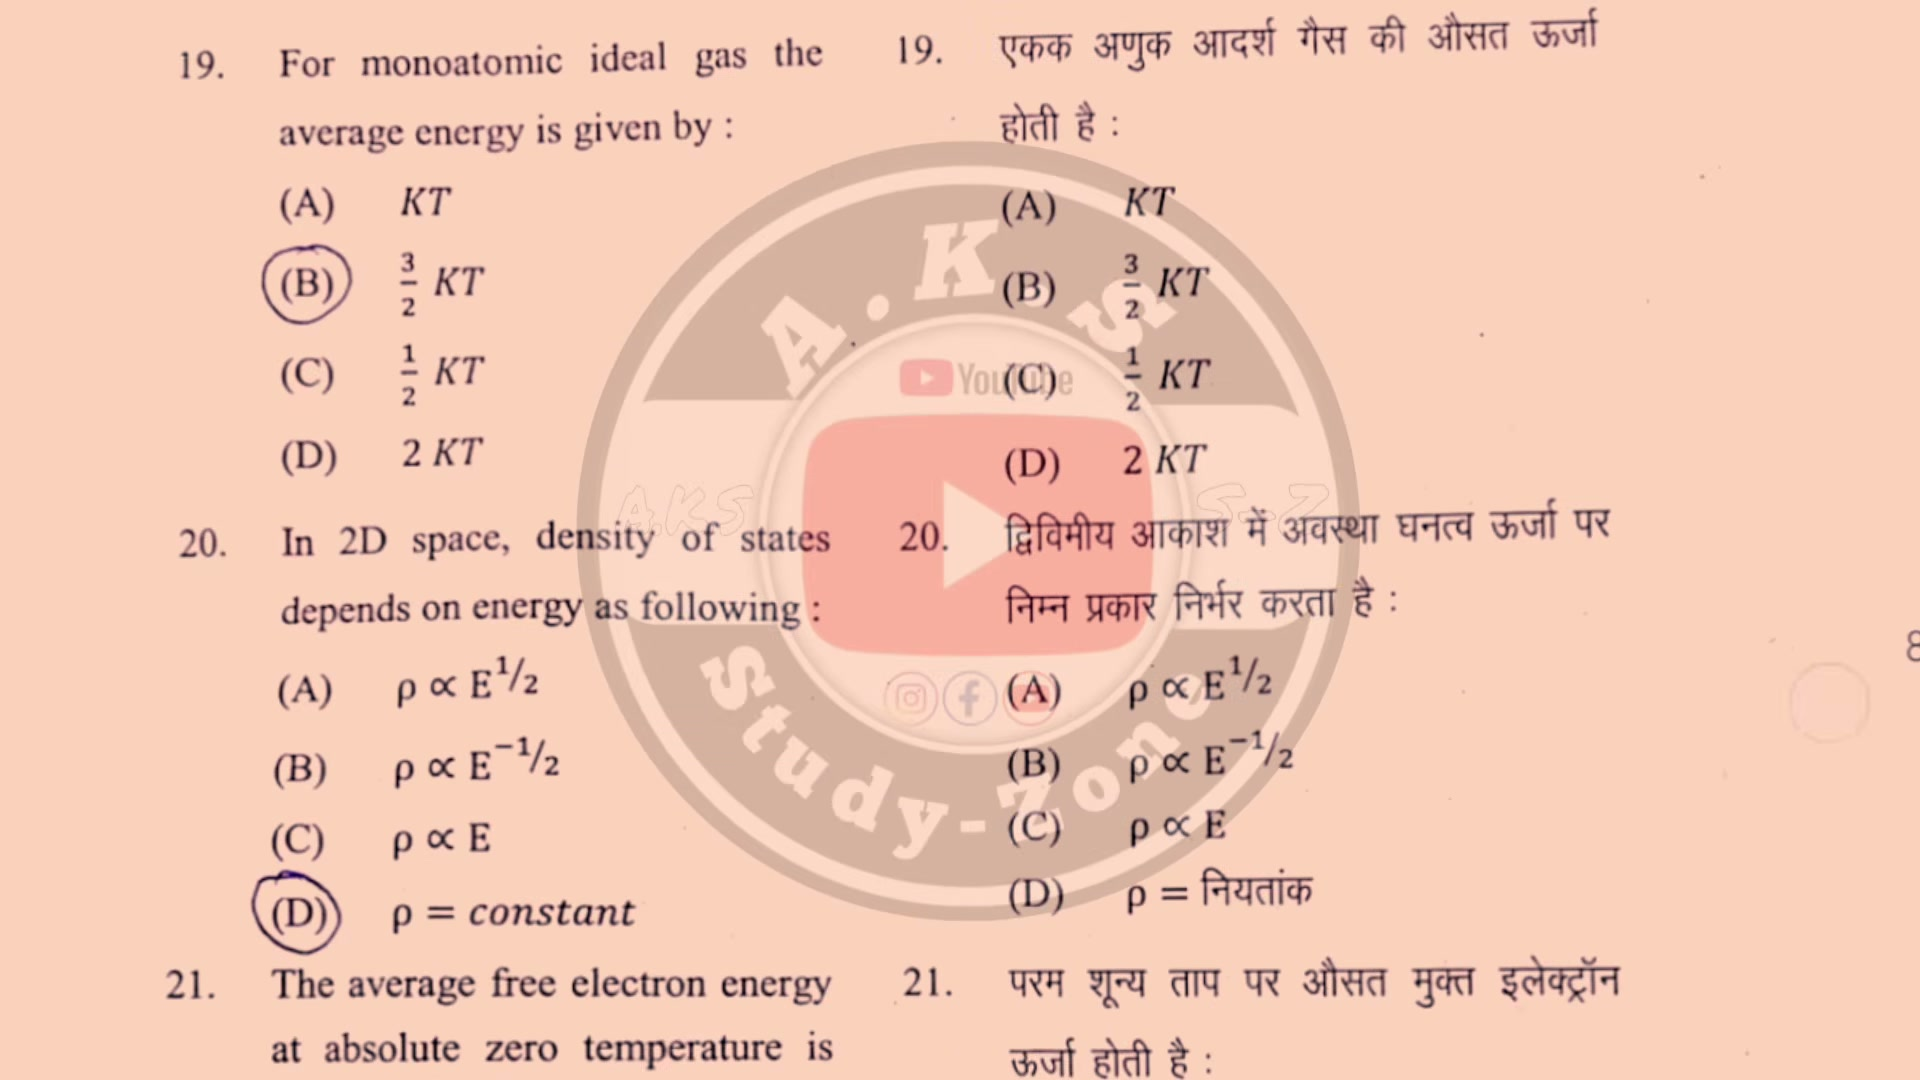 19. For monoatomic ideal gas the
average energy is given by :
(A) KT
(B) 3/2 KT
(C) 1/2 KT
(D) 2 KT
20. In 2D space, density of states
depends on energy as following :
(A) ρ ∝ E^1/2
(B) ρ ∝ E^−1/2
(C) ρ ∝ E
(D) ρ = constant
21. The average free electron energy
at absolute zero temperature is
19. एकक अणुक आदर्श गैस की औसत ऊर्जा
होती है :
(A) KT
(B) 3/2 KT
(C) 1/2 KT
(D) 2 KT
20. द्विविमीय आकाश में अवस्था घनत्व ऊर्जा पर
निम्न प्रकार निर्भर करता है :
(A) ρ ∝ E^1/2
(B) ρ ∝ E^−1/2
(C) ρ ∝ E
(D) ρ = नियतांक
21. परम शून्य ताप पर औसत मुक्त इलेक्ट्रॉन
ऊर्जा होती है :
8
A.K.S
YouTube
A.K.S
S-Z
Study-Zone